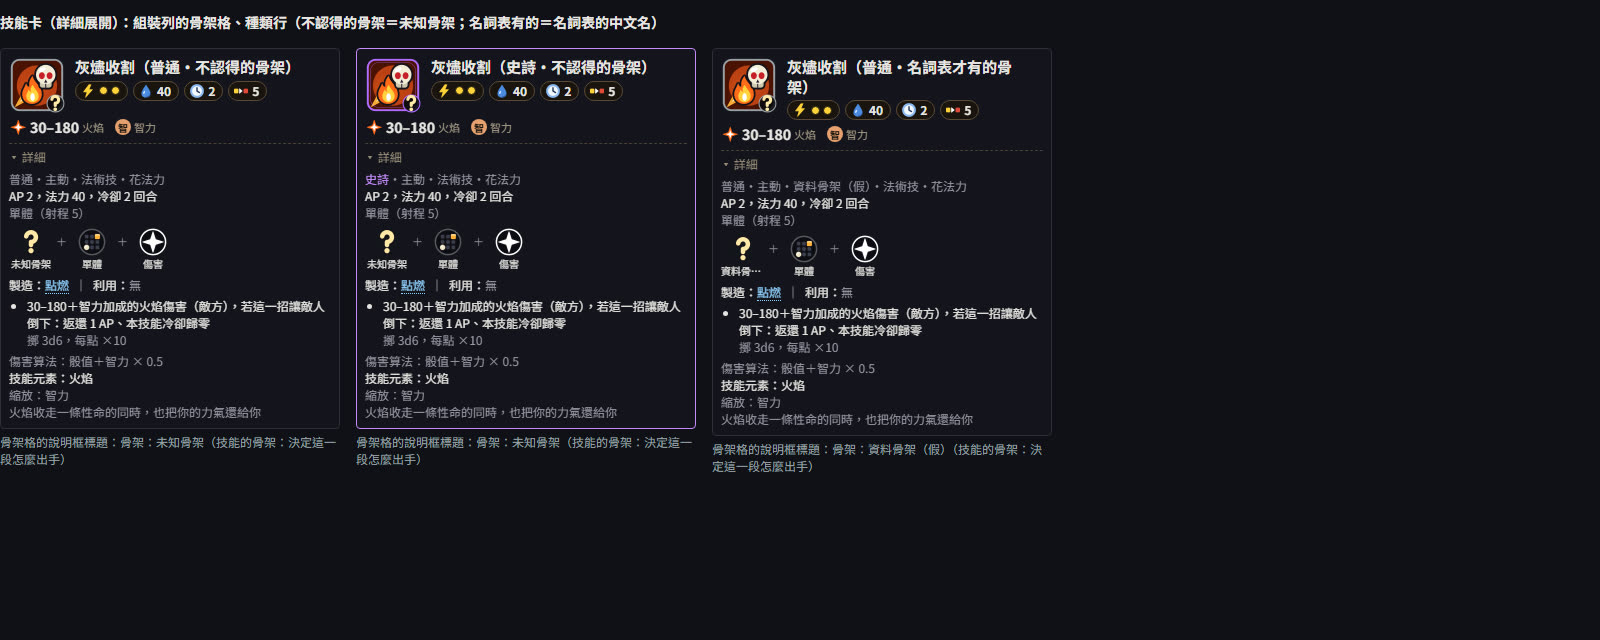 技能卡（詳細展開）：組裝列的骨架格、種類行（不認得的骨架＝未知骨架；名詞表有的＝名詞表的中文名）
灰燼收割（普通・不認得的骨架）
40 2 5
30–180 火焰 智 智力
詳細
普通・主動・法術技・花法力
AP 2，法力 40，冷卻 2 回合
單體（射程 5）
? + +
未知骨架 單體 傷害
製造：點燃 ｜ 利用：無
• 30–180＋智力加成的火焰傷害（敵方），若這一招讓敵人
倒下：返還 1 AP、本技能冷卻歸零
擲 3d6，每點 ×10
傷害算法：骰值＋智力 × 0.5
技能元素：火焰
縮放：智力
火焰收走一條性命的同時，也把你的力氣還給你
骨架格的說明框標題：骨架：未知骨架（技能的骨架：決定這一
段怎麼出手）
灰燼收割（史詩・不認得的骨架）
40 2 5
30–180 火焰 智 智力
詳細
史詩・主動・法術技・花法力
AP 2，法力 40，冷卻 2 回合
單體（射程 5）
? + +
未知骨架 單體 傷害
製造：點燃 ｜ 利用：無
• 30–180＋智力加成的火焰傷害（敵方），若這一招讓敵人
倒下：返還 1 AP、本技能冷卻歸零
擲 3d6，每點 ×10
傷害算法：骰值＋智力 × 0.5
技能元素：火焰
縮放：智力
火焰收走一條性命的同時，也把你的力氣還給你
骨架格的說明框標題：骨架：未知骨架（技能的骨架：決定這一
段怎麼出手）
灰燼收割（普通・名詞表才有的骨
架）
40 2 5
30–180 火焰 智 智力
詳細
普通・主動・資料骨架（假）・法術技・花法力
AP 2，法力 40，冷卻 2 回合
單體（射程 5）
? + +
資料骨… 單體 傷害
製造：點燃 ｜ 利用：無
• 30–180＋智力加成的火焰傷害（敵方），若這一招讓敵人
倒下：返還 1 AP、本技能冷卻歸零
擲 3d6，每點 ×10
傷害算法：骰值＋智力 × 0.5
技能元素：火焰
縮放：智力
火焰收走一條性命的同時，也把你的力氣還給你
骨架格的說明框標題：骨架：資料骨架（假）（技能的骨架：決
定這一段怎麼出手）